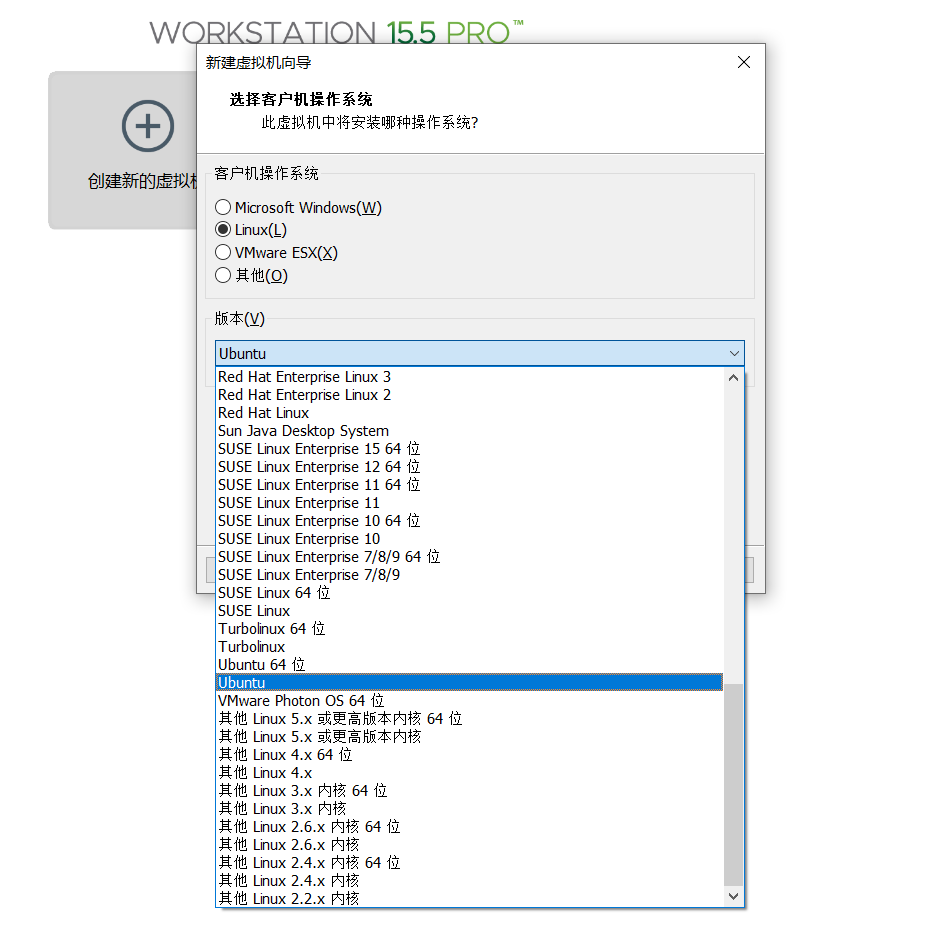 WORKSTATION 15.5 PRO™
新建虚拟机向导
选择客户机操作系统
此虚拟机中将安装哪种操作系统?
创建新的虚拟
客户机操作系统
Microsoft Windows(W)
Linux(L)
VMware ESX(X)
其他(O)
版本(V)
Ubuntu
Red Hat Enterprise Linux 3
Red Hat Enterprise Linux 2
Red Hat Linux
Sun Java Desktop System
SUSE Linux Enterprise 15 64 位
SUSE Linux Enterprise 12 64 位
SUSE Linux Enterprise 11 64 位
SUSE Linux Enterprise 11
SUSE Linux Enterprise 10 64 位
SUSE Linux Enterprise 10
SUSE Linux Enterprise 7/8/9 64 位
SUSE Linux Enterprise 7/8/9
SUSE Linux 64 位
SUSE Linux
Turbolinux 64 位
Turbolinux
Ubuntu 64 位
Ubuntu
VMware Photon OS 64 位
其他 Linux 5.x 或更高版本内核 64 位
其他 Linux 5.x 或更高版本内核
其他 Linux 4.x 64 位
其他 Linux 4.x
其他 Linux 3.x 内核 64 位
其他 Linux 3.x 内核
其他 Linux 2.6.x 内核 64 位
其他 Linux 2.6.x 内核
其他 Linux 2.4.x 内核 64 位
其他 Linux 2.4.x 内核
其他 Linux 2.2.x 内核